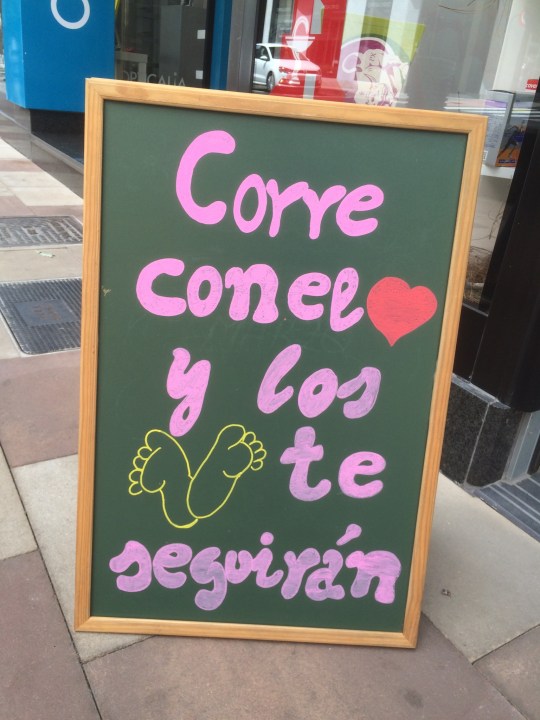 Corre
con el
y los
te
seguirán